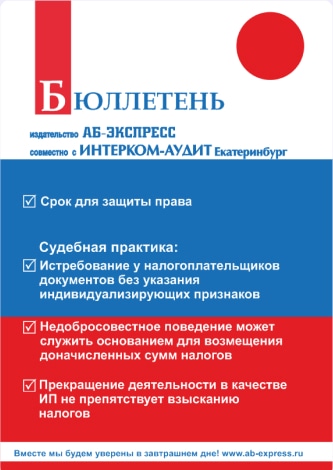 Бюллетень
издательство АБ-ЭКСПРЕСС
совместно с ИНТЕРКОМ-АУДИТ Екатеринбург
Срок для защиты права
Судебная практика:
Истребование у налогоплательщиков
документов без указания
индивидуализирующих признаков
Недобросовестное поведение может
служить основанием для возмещения
доначисленных сумм налогов
Прекращение деятельности в качестве
ИП не препятствует взысканию
налогов
Вместе мы будем уверены в завтрашнем дне! www.ab-express.ru